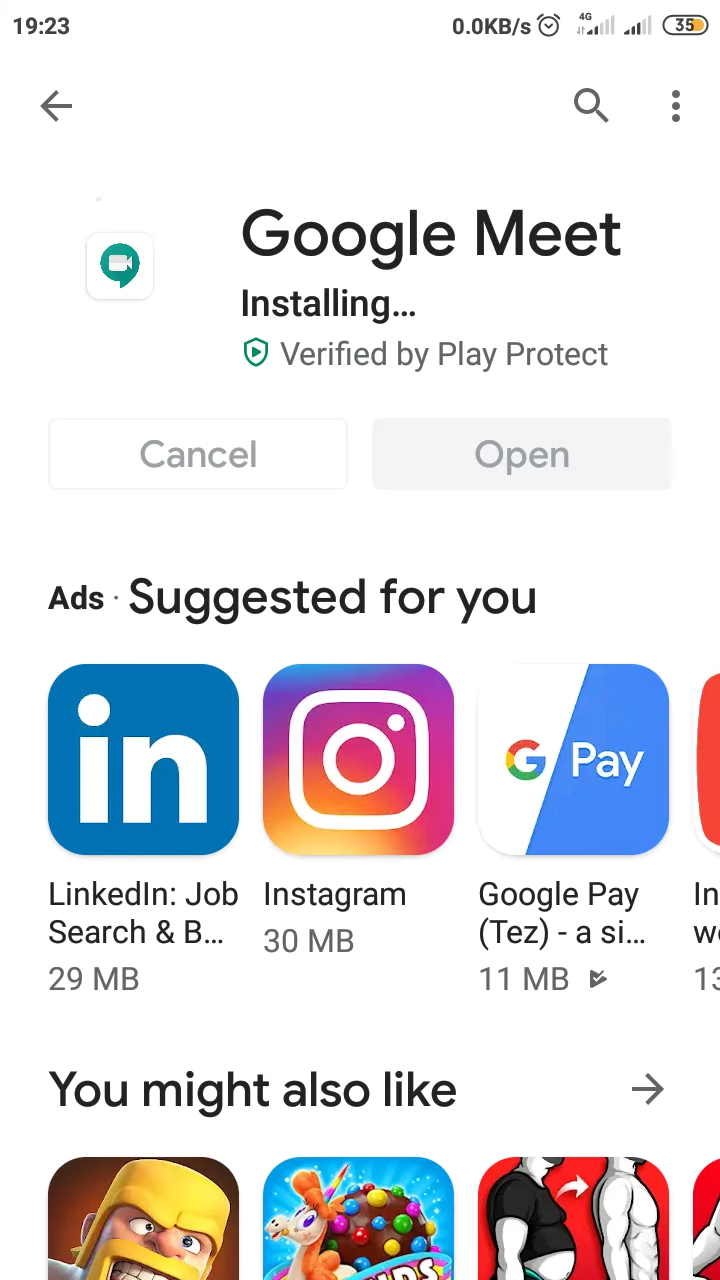 19:23
0.0KB/s
4G
35
Google Meet
Installing...
Verified by Play Protect
Cancel
Open
Ads · Suggested for you
in
G Pay
LinkedIn: Job
Search & B...
29 MB
Instagram
30 MB
Google Pay
(Tez) - a si...
11 MB
In
13
You might also like